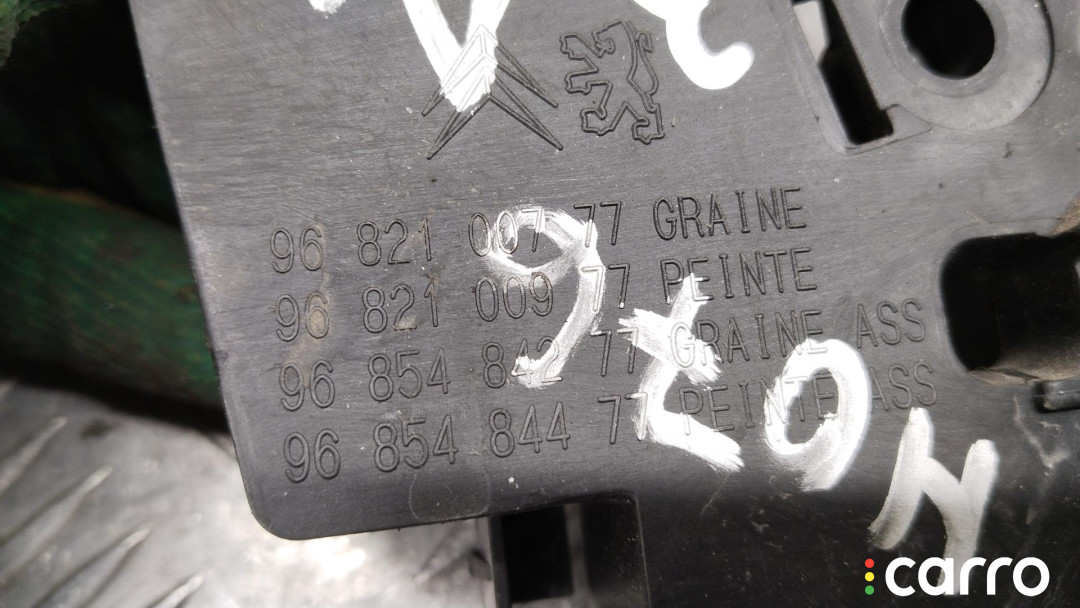 96 821 007 77 GRAINE
96 821 009 77 PEINTE
96 854 842 77 GRAINE ASS
96 854 844 77 PEINTE ASS
carro